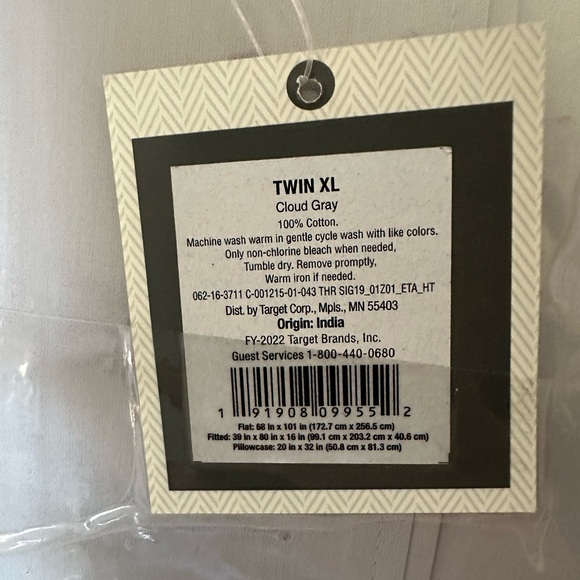 TWIN XL
Cloud Gray
100% Cotton.
Machine wash warm in gentle cycle wash with like colors.
Only non-chlorine bleach when needed,
Tumble dry. Remove promptly,
Warm iron if needed.
062-16-3711 C-001215-01-043 THR SIG19_01Z01_ETA_HT
Dist. by Target Corp., Mpls., MN 55403
Origin: India
FY-2022 Target Brands, Inc.
Guest Services 1-800-440-0680
1 91908 09955 2
Flat: 68 in x 101 in (172.7 cm x 256.5 cm)
Fitted: 39 in x 80 in x 16 in (99.1 cm x 203.2 cm x 40.6 cm)
Pillowcase: 20 in x 32 in (50.8 cm x 81.3 cm)